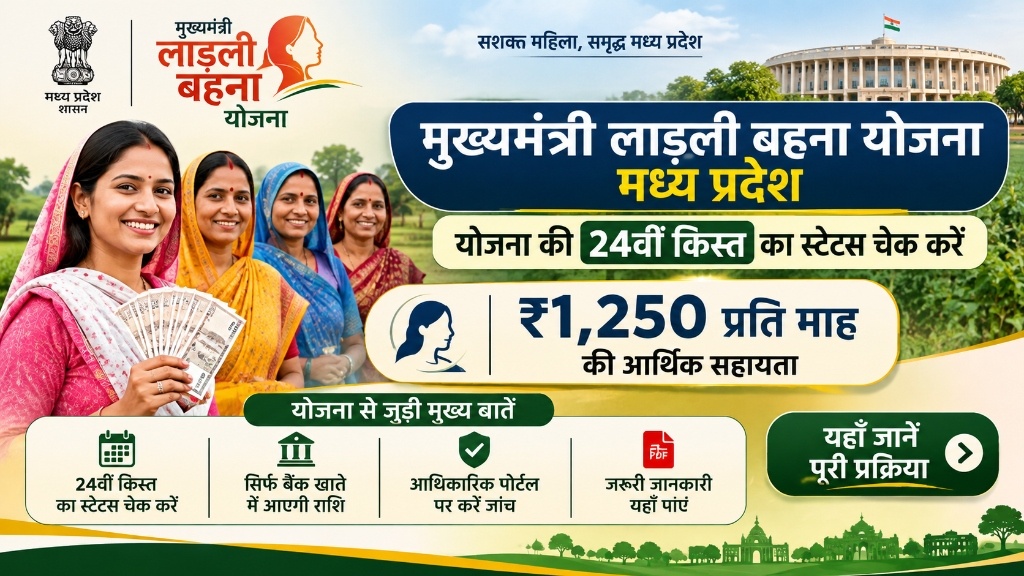 मध्य प्रदेश
शासन
मुख्यमंत्री
लाड़ली
बहना
योजना
सशक्त महिला, समृद्ध मध्य प्रदेश
मुख्यमंत्री लाड़ली बहना योजना
मध्य प्रदेश
योजना की 24वीं किस्त का स्टेटस चेक करें
₹1,250 प्रति माह
की आर्थिक सहायता
योजना से जुड़ी मुख्य बातें
24वीं किस्त
का स्टेटस चेक करें
सिर्फ बैंक खाते
में आएगी राशि
आधिकारिक पोर्टल
पर करें जांच
PDF
जरूरी जानकारी
यहाँ पाएं
यहाँ जानें
पूरी प्रक्रिया